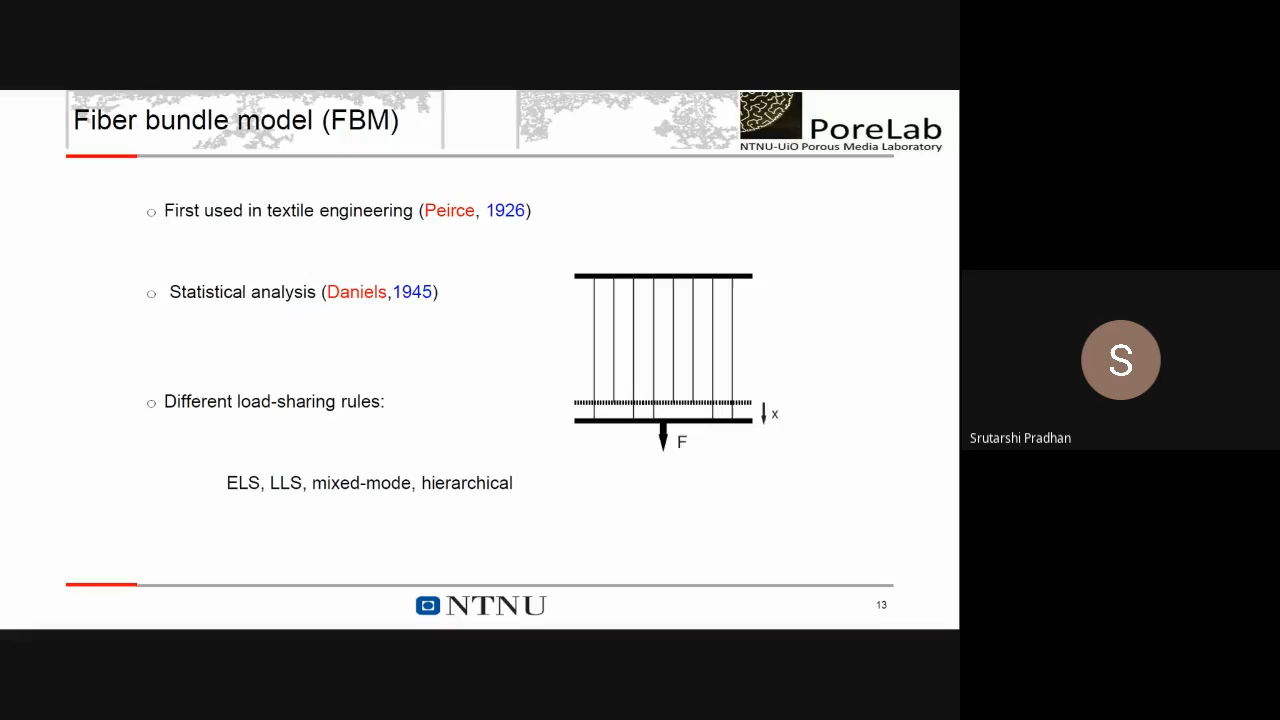 Fiber bundle model (FBM)
PoreLab
NTNU-UiO Porous Media Laboratory
○ First used in textile engineering (Peirce, 1926)
○ Statistical analysis (Daniels,1945)
○ Different load-sharing rules:
x
F
ELS, LLS, mixed-mode, hierarchical
NTNU
13
S
Srutarshi Pradhan